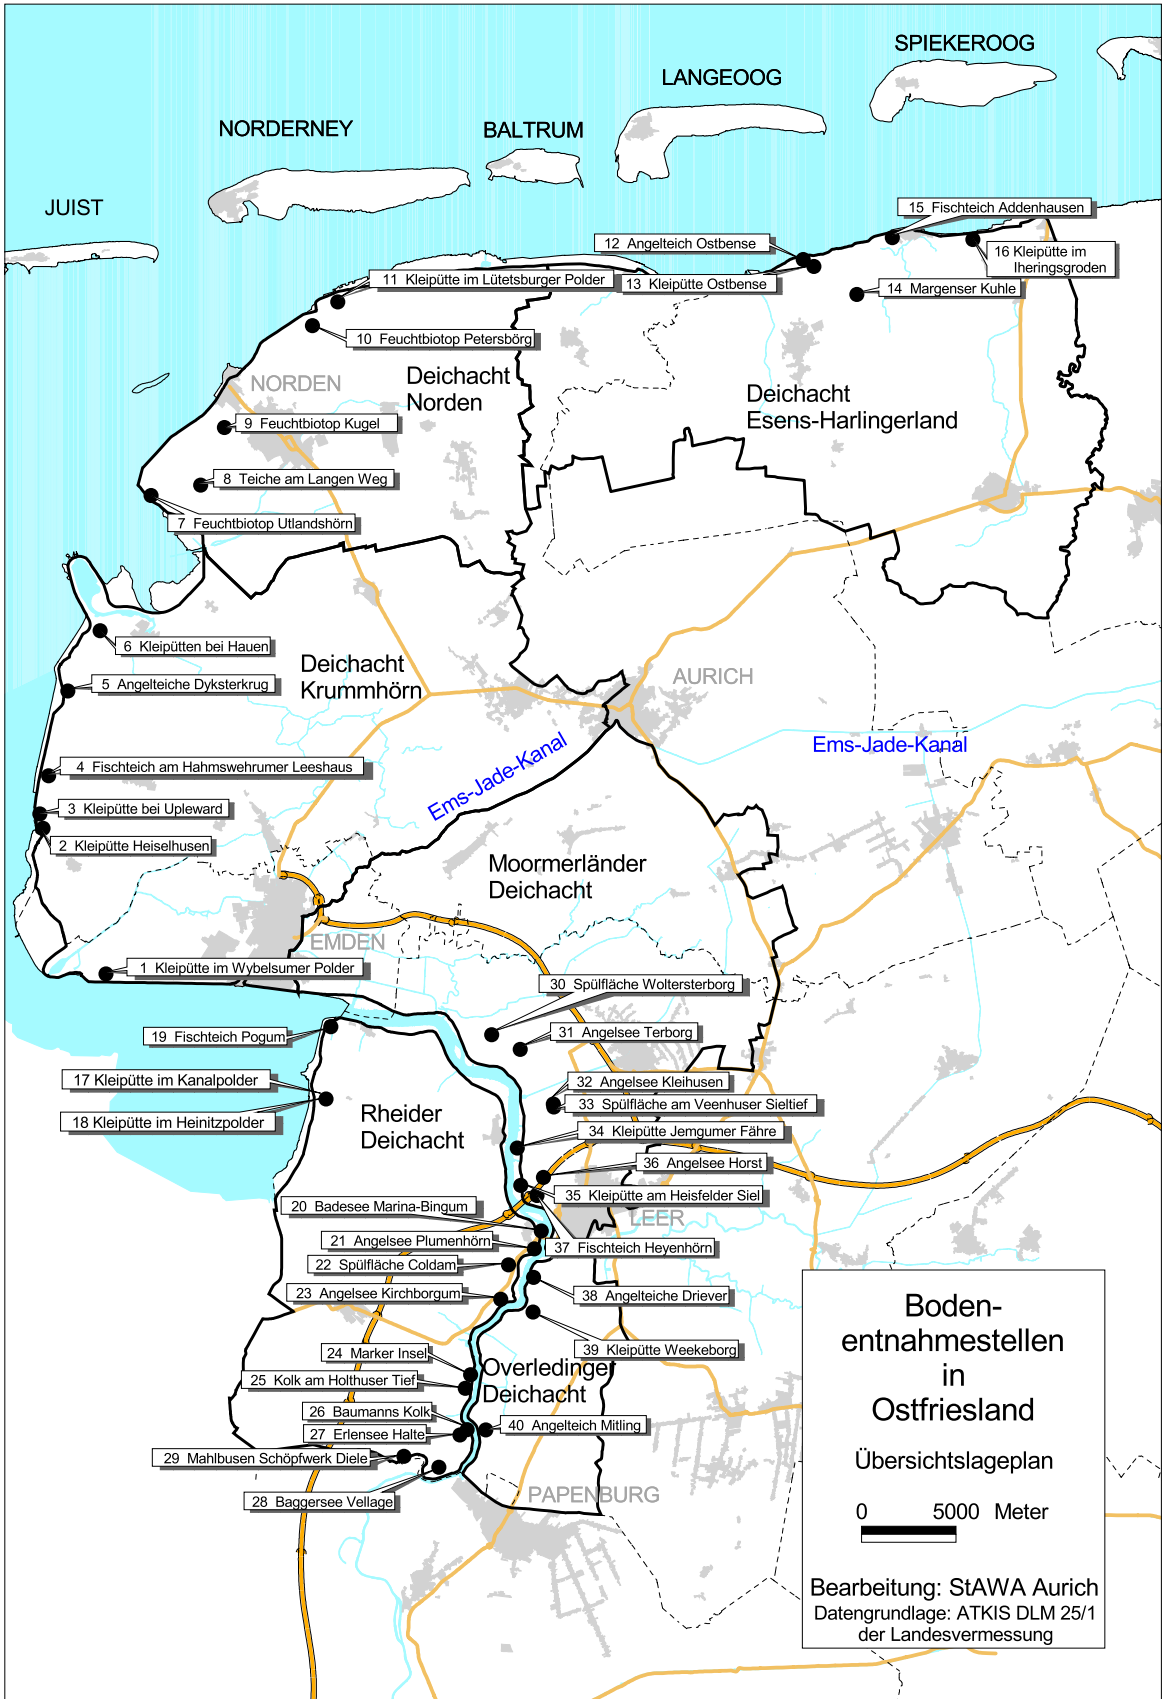 SPIEKEROOG
LANGEOOG
NORDERNEY
BALTRUM
JUIST
15 Fischteich Addenhausen
12 Angelteich Ostbense
16 Kleipütte im
Iheringsgroden
11 Kleipütte im Lütetsburger Polder
13 Kleipütte Ostbense
14 Margenser Kuhle
10 Feuchtbiotop Petersbörg
NORDEN
Deichacht
Norden
Deichacht
Esens-Harlingerland
9 Feuchtbiotop Kugel
8 Teiche am Langen Weg
7 Feuchtbiotop Utlandshörn
6 Kleipütten bei Hauen
Deichacht
Krummhörn
5 Angelteiche Dyksterkrug
AURICH
Ems-Jade-Kanal
Ems-Jade-Kanal
4 Fischteich am Hahmswehrumer Leeshaus
3 Kleipütte bei Upleward
2 Kleipütte Heiselhusen
Moormerländer
Deichacht
EMDEN
1 Kleipütte im Wybelsumer Polder
30 Spülfläche Woltersterborg
19 Fischteich Pogum
31 Angelsee Terborg
17 Kleipütte im Kanalpolder
32 Angelsee Kleihusen
33 Spülfläche am Veenhuser Sieltief
18 Kleipütte im Heinitzpolder
Rheider
Deichacht
34 Kleipütte Jemgumer Fähre
36 Angelsee Horst
35 Kleipütte am Heisfelder Siel
20 Badesee Marina-Bingum
LEER
21 Angelsee Plumenhörn
37 Fischteich Heyenhörn
22 Spülfläche Coldam
23 Angelsee Kirchborgum
38 Angelteiche Driever
39 Kleipütte Weekeborg
24 Marker Insel
Overledinger
Deichacht
25 Kolk am Holthuser Tief
26 Baumanns Kolk
40 Angelteich Mitling
27 Erlensee Halte
29 Mahlbusen Schöpfwerk Diele
28 Baggersee Vellage
PAPENBURG
Boden-
entnahmestellen
in
Ostfriesland
Übersichtslageplan
0 5000 Meter
Bearbeitung: StAWA Aurich
Datengrundlage: ATKIS DLM 25/1
der Landesvermessung